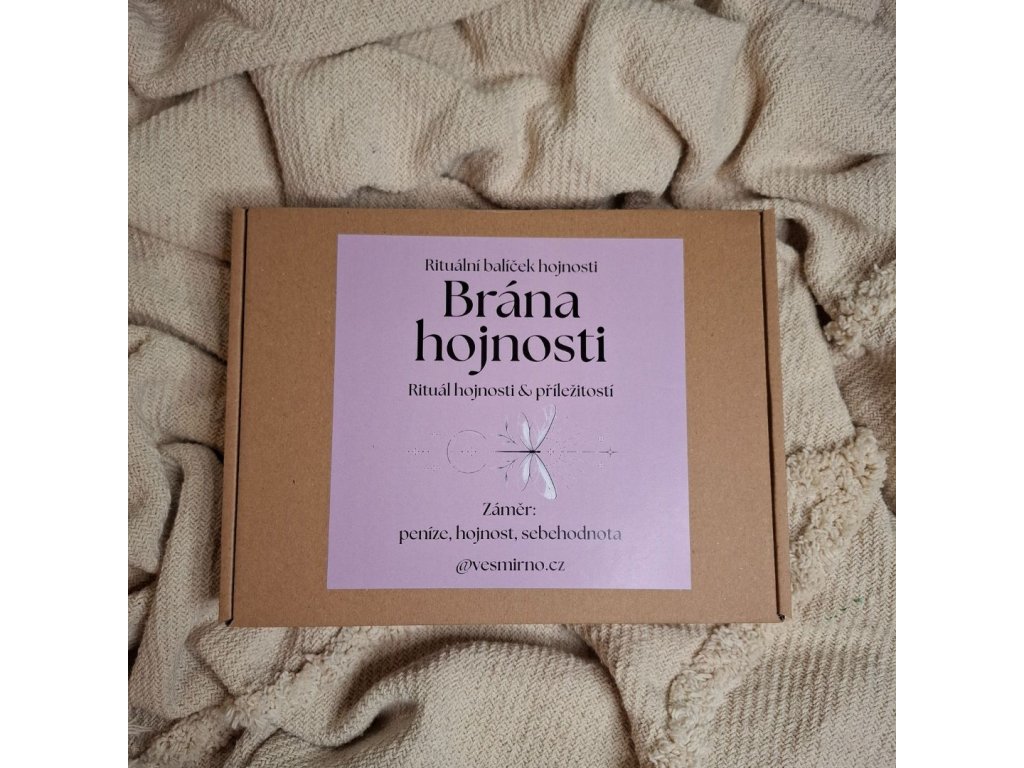 Rituální balíček hojnosti
Brána
hojnosti
Rituál hojnosti & příležitostí
Záměr:
peníze, hojnost, sebehodnota
@vesmirno.cz